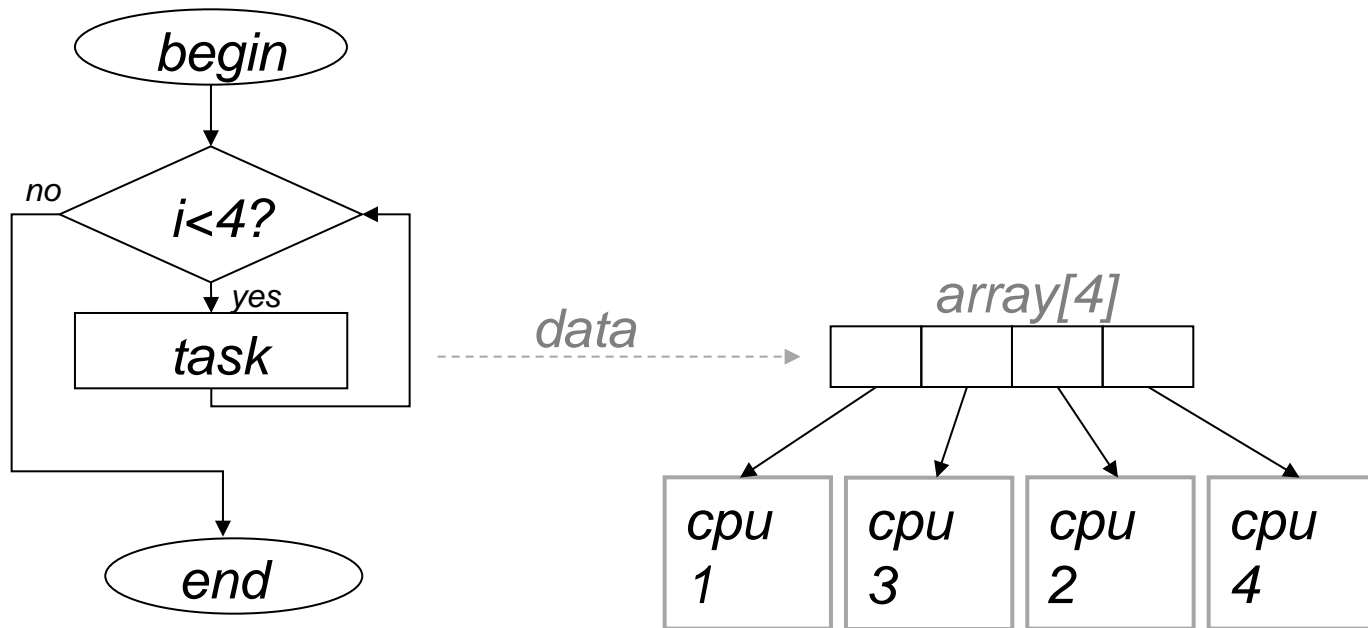 begin
no
i<4?
yes
task
data
array[4]
cpu
1
cpu
3
cpu
2
cpu
4
end